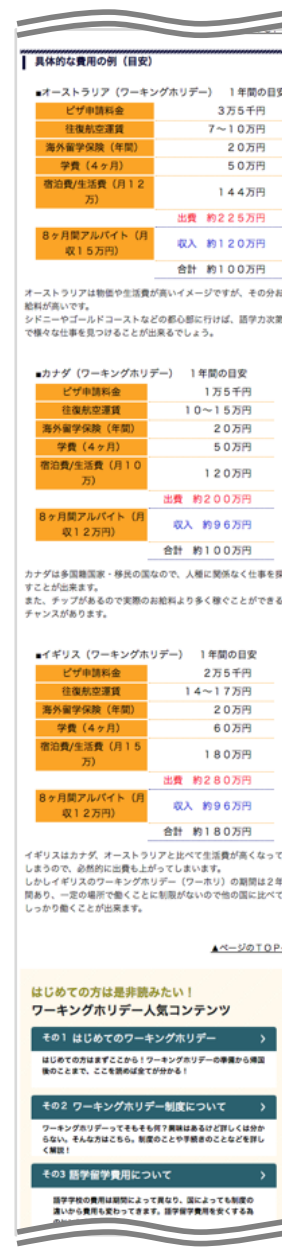 具体的な費用の例（目安）
■オーストラリア（ワーキングホリデー） １年間の目安
ビザ申請料金 3万5千円
往復航空運賃 7〜10万円
海外留学保険（年間） 20万円
学費（4ヶ月） 50万円
宿泊費/生活費（月12万） 144万円
出費 約225万円
8ヶ月間アルバイト（月収15万円） 収入 約120万円
合計 約100万円
オーストラリアは物価や生活費が高いイメージですが、その分お
給料が高いです。
シドニーやゴールドコーストなどの都心部に行けば、語学力次第
で様々な仕事を見つけることが出来るでしょう。
■カナダ（ワーキングホリデー） １年間の目安
ビザ申請料金 1万5千円
往復航空運賃 10〜15万円
海外留学保険（年間） 20万円
学費（4ヶ月） 50万円
宿泊費/生活費（月10万） 120万円
出費 約200万円
8ヶ月間アルバイト（月収12万円） 収入 約96万円
合計 約100万円
カナダは多国籍国家・移民の国なので、人種に関係なく仕事を探
すことが出来ます。
また、チップがあるので実際のお給料より多く稼ぐことができる
チャンスがあります。
■イギリス（ワーキングホリデー） １年間の目安
ビザ申請料金 2万5千円
往復航空運賃 14〜17万円
海外留学保険（年間） 20万円
学費（4ヶ月） 60万円
宿泊費/生活費（月15万） 180万円
出費 約280万円
8ヶ月間アルバイト（月収12万円） 収入 約96万円
合計 約180万円
イギリスはカナダ、オーストラリアと比べて生活費が高くなって
しまうので、必然的に出費も上がってしまいます。
しかしイギリスのワーキングホリデー（ワーホリ）の期間は２年
間あり、一定の場所で働くことに制限がないので他の国に比べて
しっかり働くことが出来ます。
▲ページのTOP
はじめての方は是非読みたい！
ワーキングホリデー人気コンテンツ
その1 はじめてのワーキングホリデー
はじめての方はまずここから！ワーキングホリデーの準備から帰国
後のことまで、ここを読めば全てが分かる！
その2 ワーキングホリデー制度について
ワーキングホリデーってそもそも何？興味はあるけど詳しくは分か
らない。そんな方はこちら。制度のことや手続きのことなどを詳し
く解説！
その3 語学留学費用について
語学学校の費用は期間によって異なり、国によっても制度の
違いから費用も変わってきます。語学留学費用を安くする為